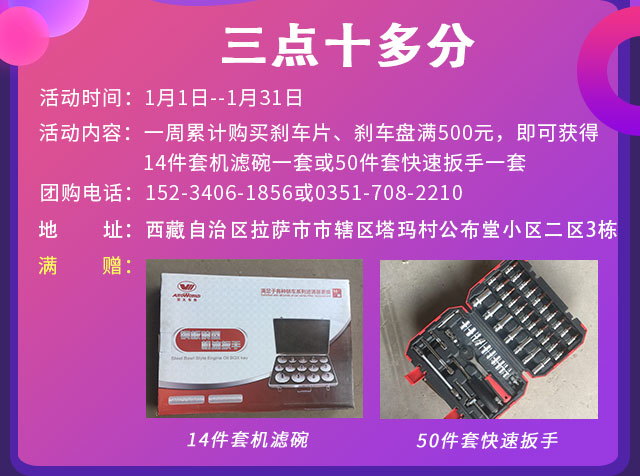 三点十多分
活动时间：1月1日--1月31日
活动内容：一周累计购买刹车片、刹车盘满500元，即可获得
14件套机滤碗一套或50件套快速扳手一套
团购电话：152-3406-1856或0351-708-2210
地 址：西藏自治区拉萨市市辖区塔玛村公布堂小区二区3栋
满 赠：
14件套机滤碗
50件套快速扳手